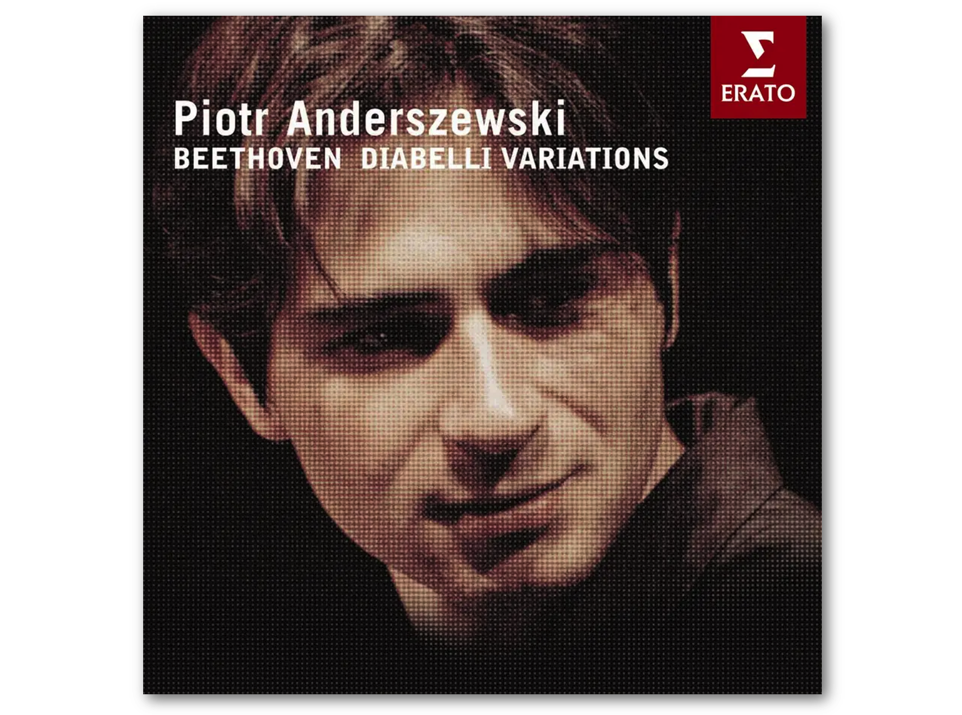 Piotr Anderszewski
BEETHOVEN DIABELLI VARIATIONS
ERATO